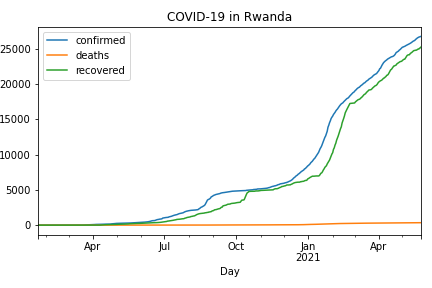 COVID-19 in Rwanda
confirmed
deaths
recovered
25000
20000
15000
10000
5000
0
Apr Jul Oct Jan Apr
2021
Day